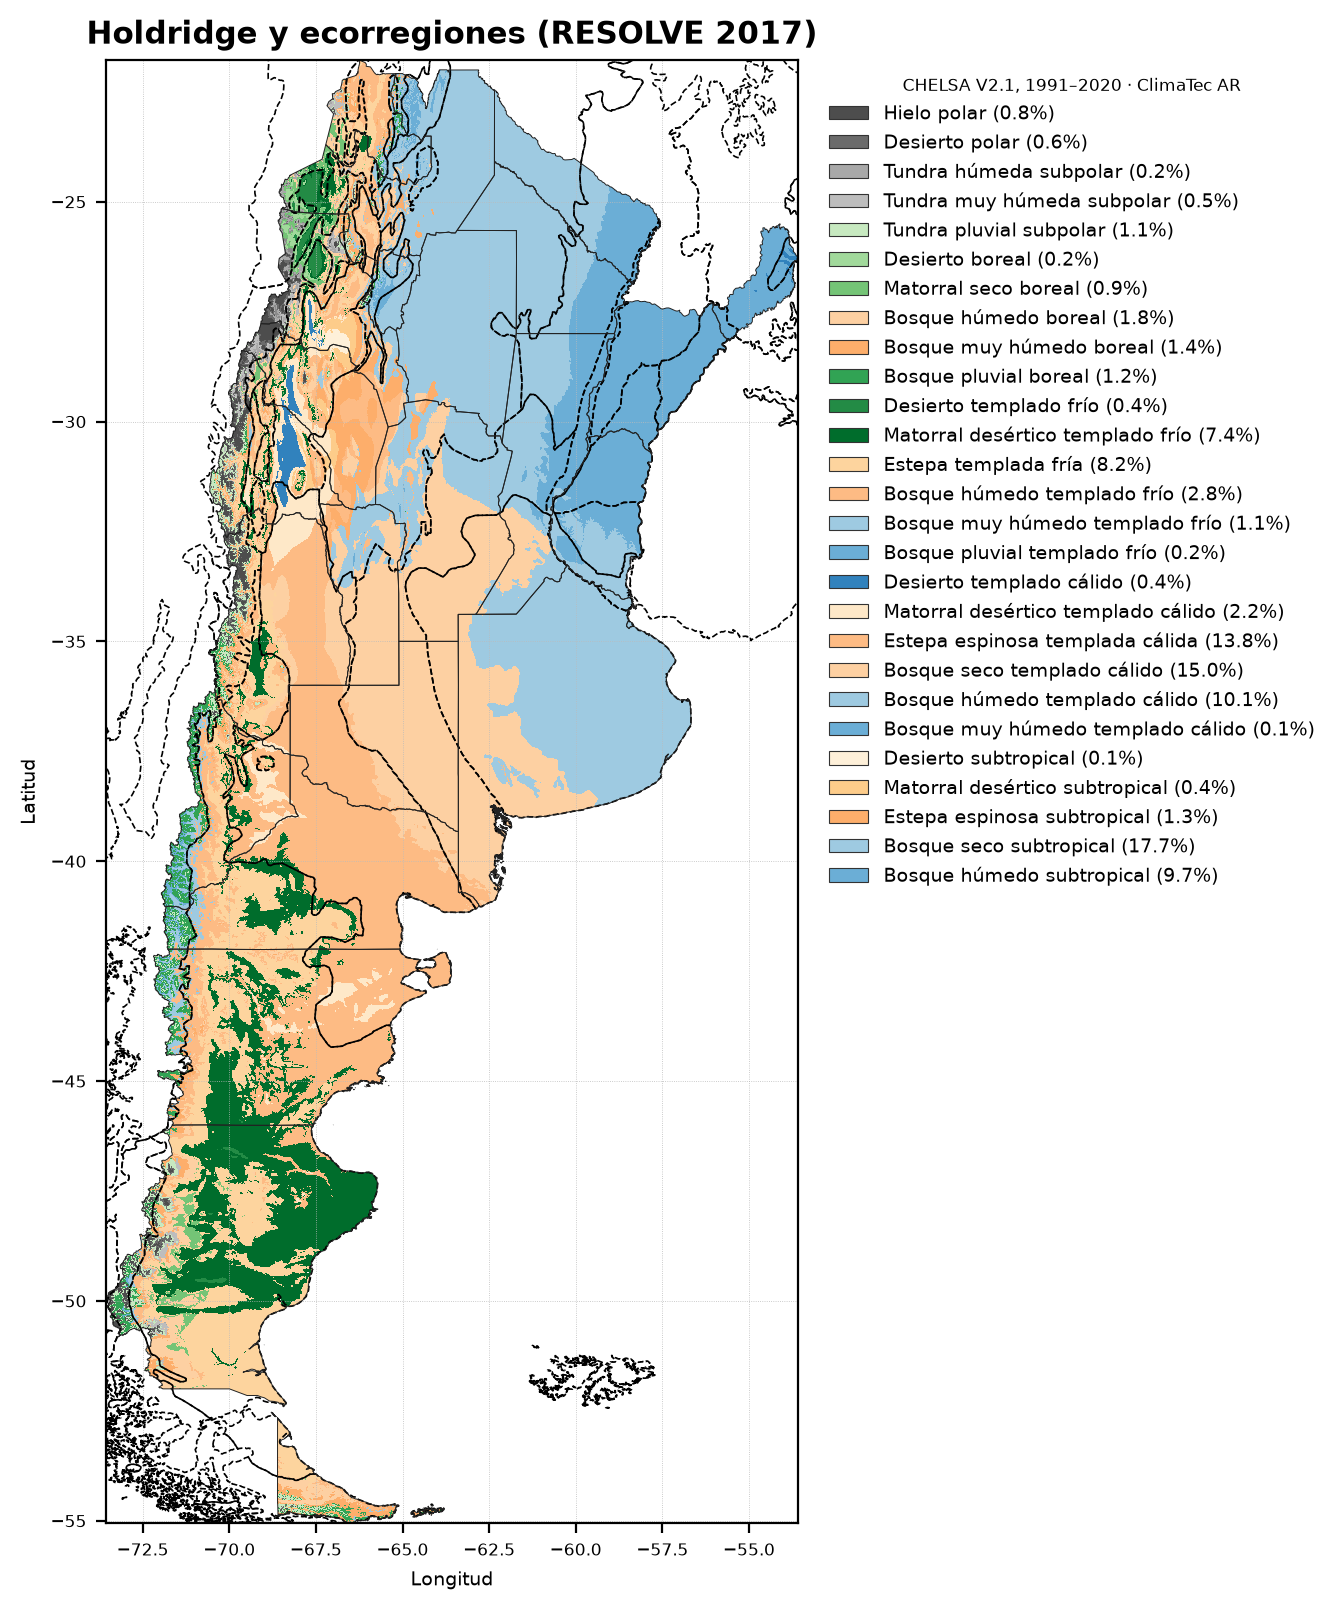 Holdridge y ecorregiones (RESOLVE 2017)
CHELSA V2.1, 1991–2020 · ClimaTec AR
Hielo polar (0.8%)
Desierto polar (0.6%)
Tundra húmeda subpolar (0.2%)
Tundra muy húmeda subpolar (0.5%)
Tundra pluvial subpolar (1.1%)
Desierto boreal (0.2%)
Matorral seco boreal (0.9%)
Bosque húmedo boreal (1.8%)
Bosque muy húmedo boreal (1.4%)
Bosque pluvial boreal (1.2%)
Desierto templado frío (0.4%)
Matorral desértico templado frío (7.4%)
Estepa templada fría (8.2%)
Bosque húmedo templado frío (2.8%)
Bosque muy húmedo templado frío (1.1%)
Bosque pluvial templado frío (0.2%)
Desierto templado cálido (0.4%)
Matorral desértico templado cálido (2.2%)
Estepa espinosa templada cálida (13.8%)
Bosque seco templado cálido (15.0%)
Bosque húmedo templado cálido (10.1%)
Bosque muy húmedo templado cálido (0.1%)
Desierto subtropical (0.1%)
Matorral desértico subtropical (0.4%)
Estepa espinosa subtropical (1.3%)
Bosque seco subtropical (17.7%)
Bosque húmedo subtropical (9.7%)
Latitud
−25
−30
−35
−40
−45
−50
−55
−72.5
−70.0
−67.5
−65.0
−62.5
−60.0
−57.5
−55.0
Longitud